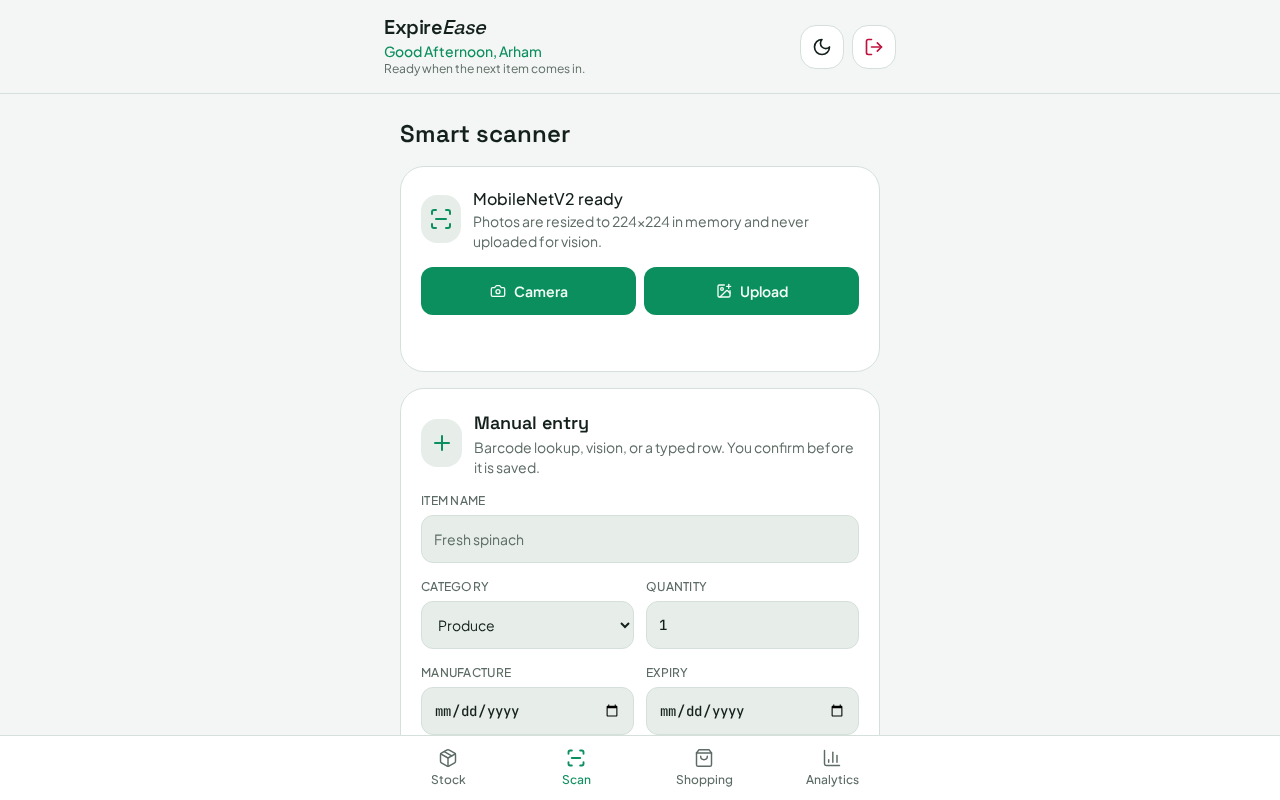 ExpireEase
Good Afternoon, Arham
Ready when the next item comes in.
Smart scanner
MobileNetV2 ready
Photos are resized to 224×224 in memory and never
uploaded for vision.
Camera
Upload
Manual entry
Barcode lookup, vision, or a typed row. You confirm before
it is saved.
ITEM NAME
Fresh spinach
CATEGORY
QUANTITY
Produce
1
MANUFACTURE
EXPIRY
mm/dd/yyyy
mm/dd/yyyy
Stock
Scan
Shopping
Analytics